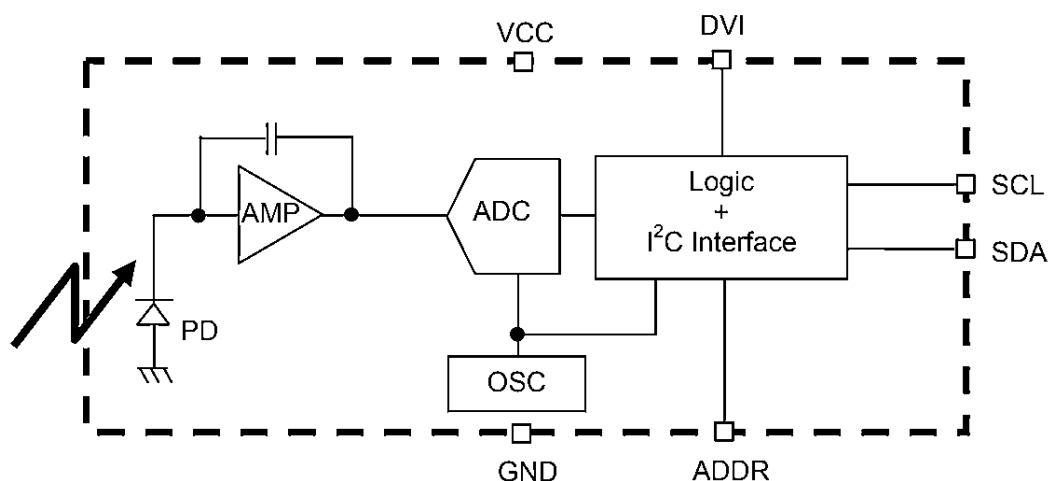 VCC
DVI
AMP
ADC
Logic
+
I²C Interface
SCL
SDA
PD
OSC
GND
ADDR